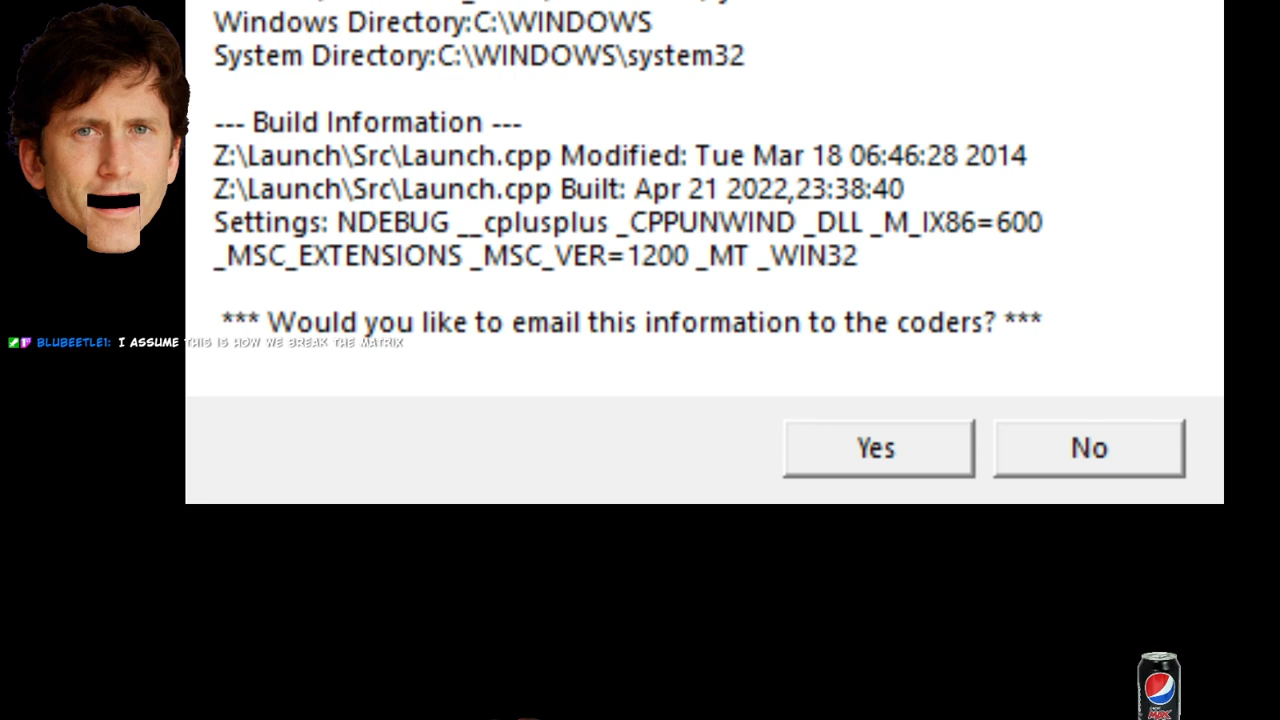 Windows Directory:C:\WINDOWS
System Directory:C:\WINDOWS\system32
--- Build Information ---
Z:\Launch\Src\Launch.cpp Modified: Tue Mar 18 06:46:28 2014
Z:\Launch\Src\Launch.cpp Built: Apr 21 2022,23:38:40
Settings: NDEBUG __cplusplus _CPPUNWIND _DLL _M_IX86=600
_MSC_EXTENSIONS _MSC_VER=1200 _MT _WIN32
*** Would you like to email this information to the coders? ***
BLUBEETLE1: I ASSUME THIS IS HOW WE BREAK THE MATRIX
Yes No
MAX